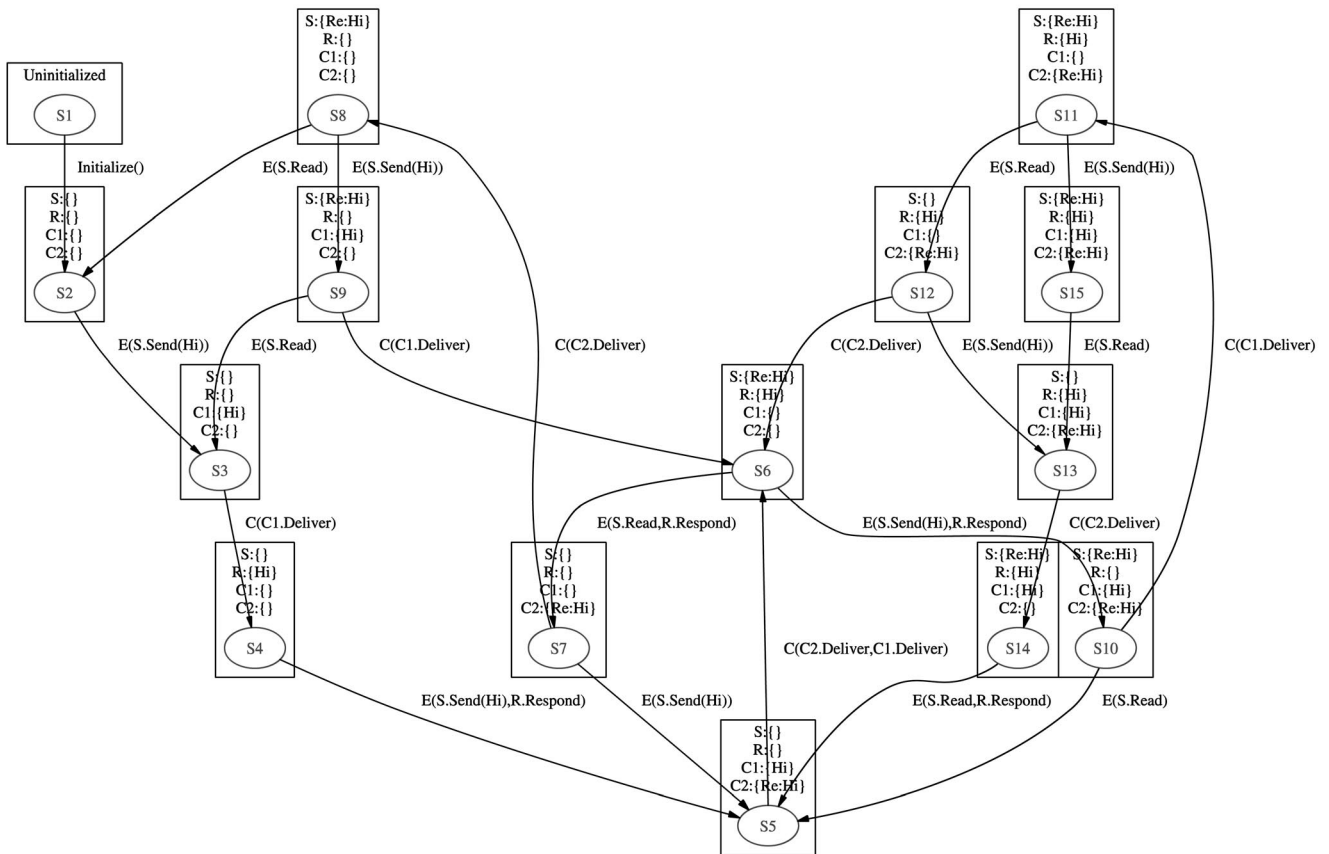 S:{Re:Hi}
R:{}
C1:{}
C2:{}
S8
S:{Re:Hi}
R:{Hi}
C1:{}
C2:{Re:Hi}
S11
Uninitialized
S1
Initialize()
E(S.Read)
E(S.Send(Hi))
E(S.Read)
E(S.Send(Hi))
S:{}
R:{}
C1:{}
C2:{}
S2
S:{Re:Hi}
R:{}
C1:{Hi}
C2:{}
S9
S:{}
R:{Hi}
C1:{}
C2:{Re:Hi}
S12
S:{Re:Hi}
R:{Hi}
C1:{Hi}
C2:{Re:Hi}
S15
E(S.Send(Hi))
E(S.Read)
C(C1.Deliver)
C(C2.Deliver)
C(C2.Deliver)
E(S.Send(Hi))
E(S.Read)
C(C1.Deliver)
S:{}
R:{}
C1:{Hi}
C2:{}
S3
S:{Re:Hi}
R:{Hi}
C1:{}
C2:{}
S6
S:{}
R:{Hi}
C1:{Hi}
C2:{Re:Hi}
S13
C(C1.Deliver)
E(S.Read,R.Respond)
E(S.Send(Hi),R.Respond)
C(C2.Deliver)
S:{}
R:{Hi}
C1:{}
C2:{}
S4
S:{}
R:{}
C1:{}
C2:{Re:Hi}
S7
S:{Re:Hi}
R:{Hi}
C1:{Hi}
C2:{}
S14
S:{Re:Hi}
R:{}
C1:{Hi}
C2:{Re:Hi}
S10
C(C2.Deliver,C1.Deliver)
E(S.Send(Hi),R.Respond)
E(S.Send(Hi))
E(S.Read,R.Respond)
E(S.Read)
S:{}
R:{}
C1:{Hi}
C2:{Re:Hi}
S5